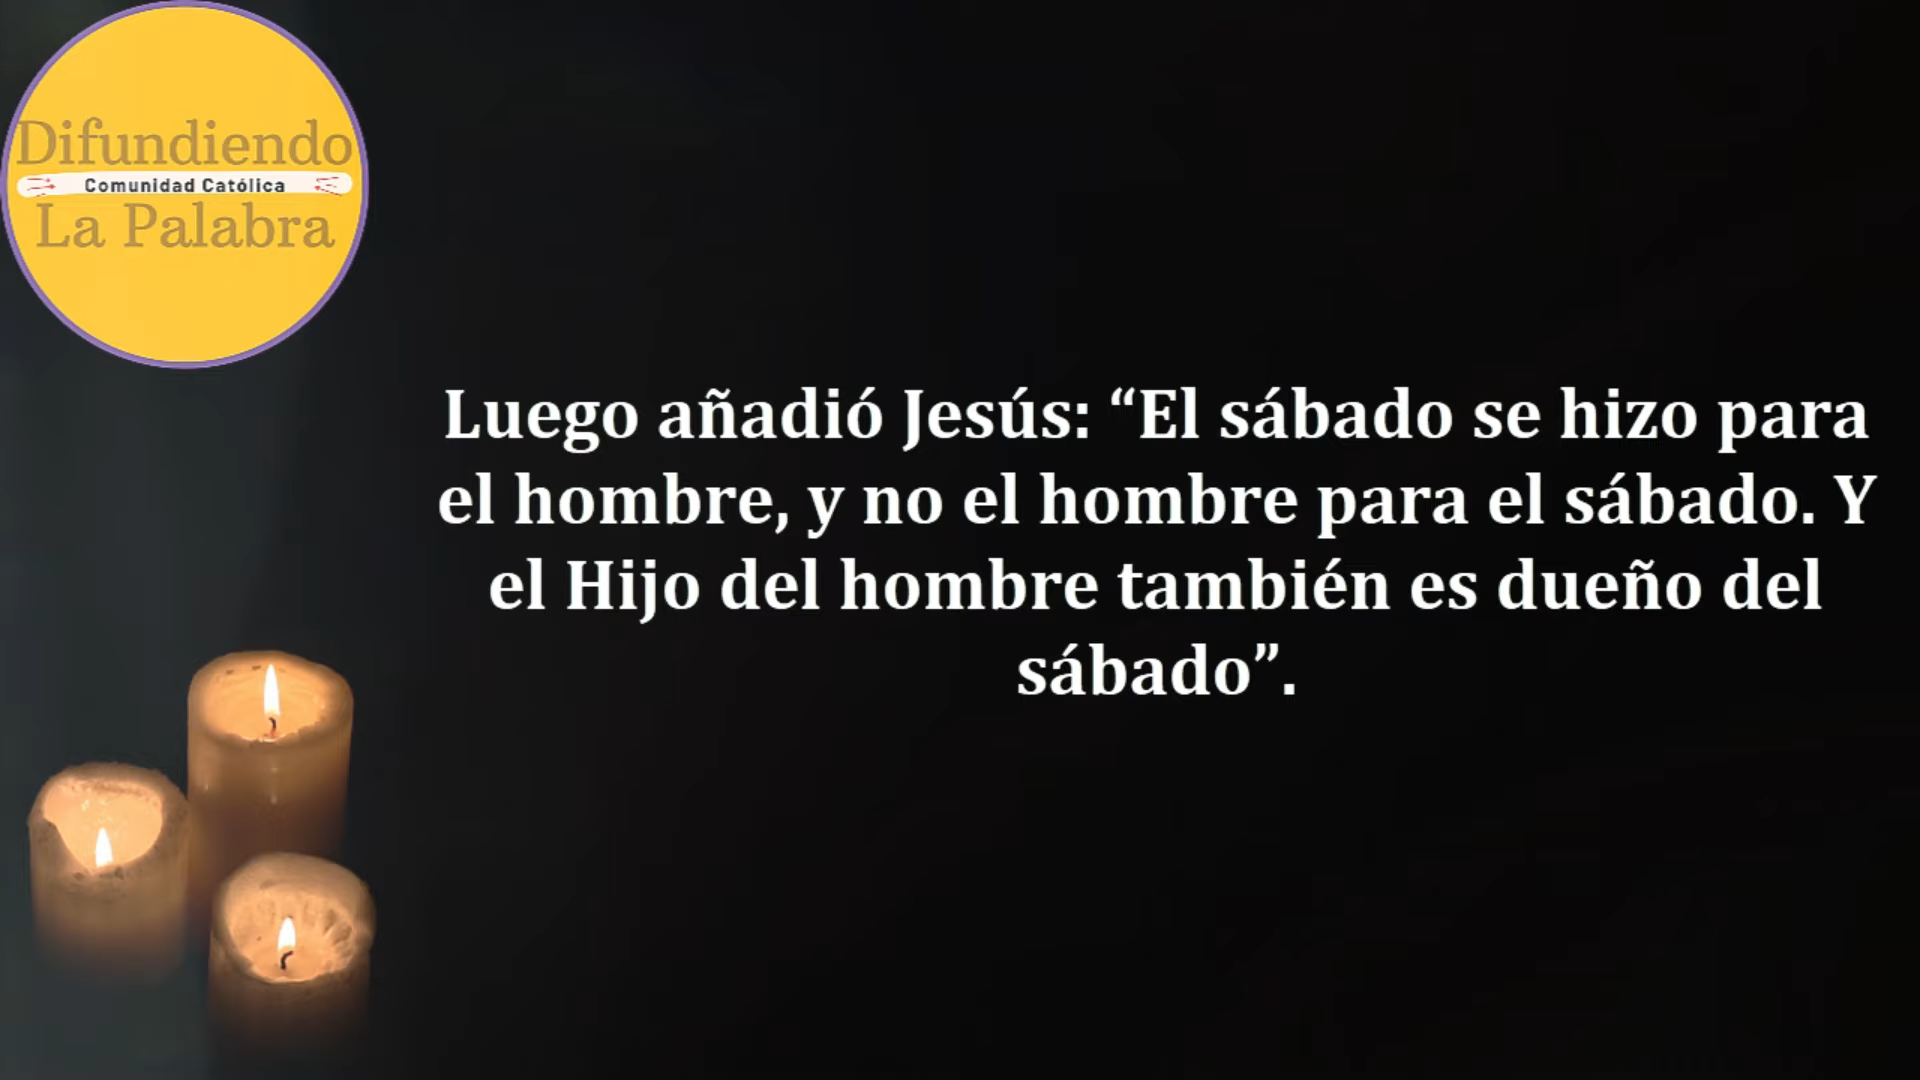 Difundiendo
Comunidad Católica
La Palabra
Luego añadió Jesús: “El sábado se hizo para
el hombre, y no el hombre para el sábado. Y
el Hijo del hombre también es dueño del
sábado”.